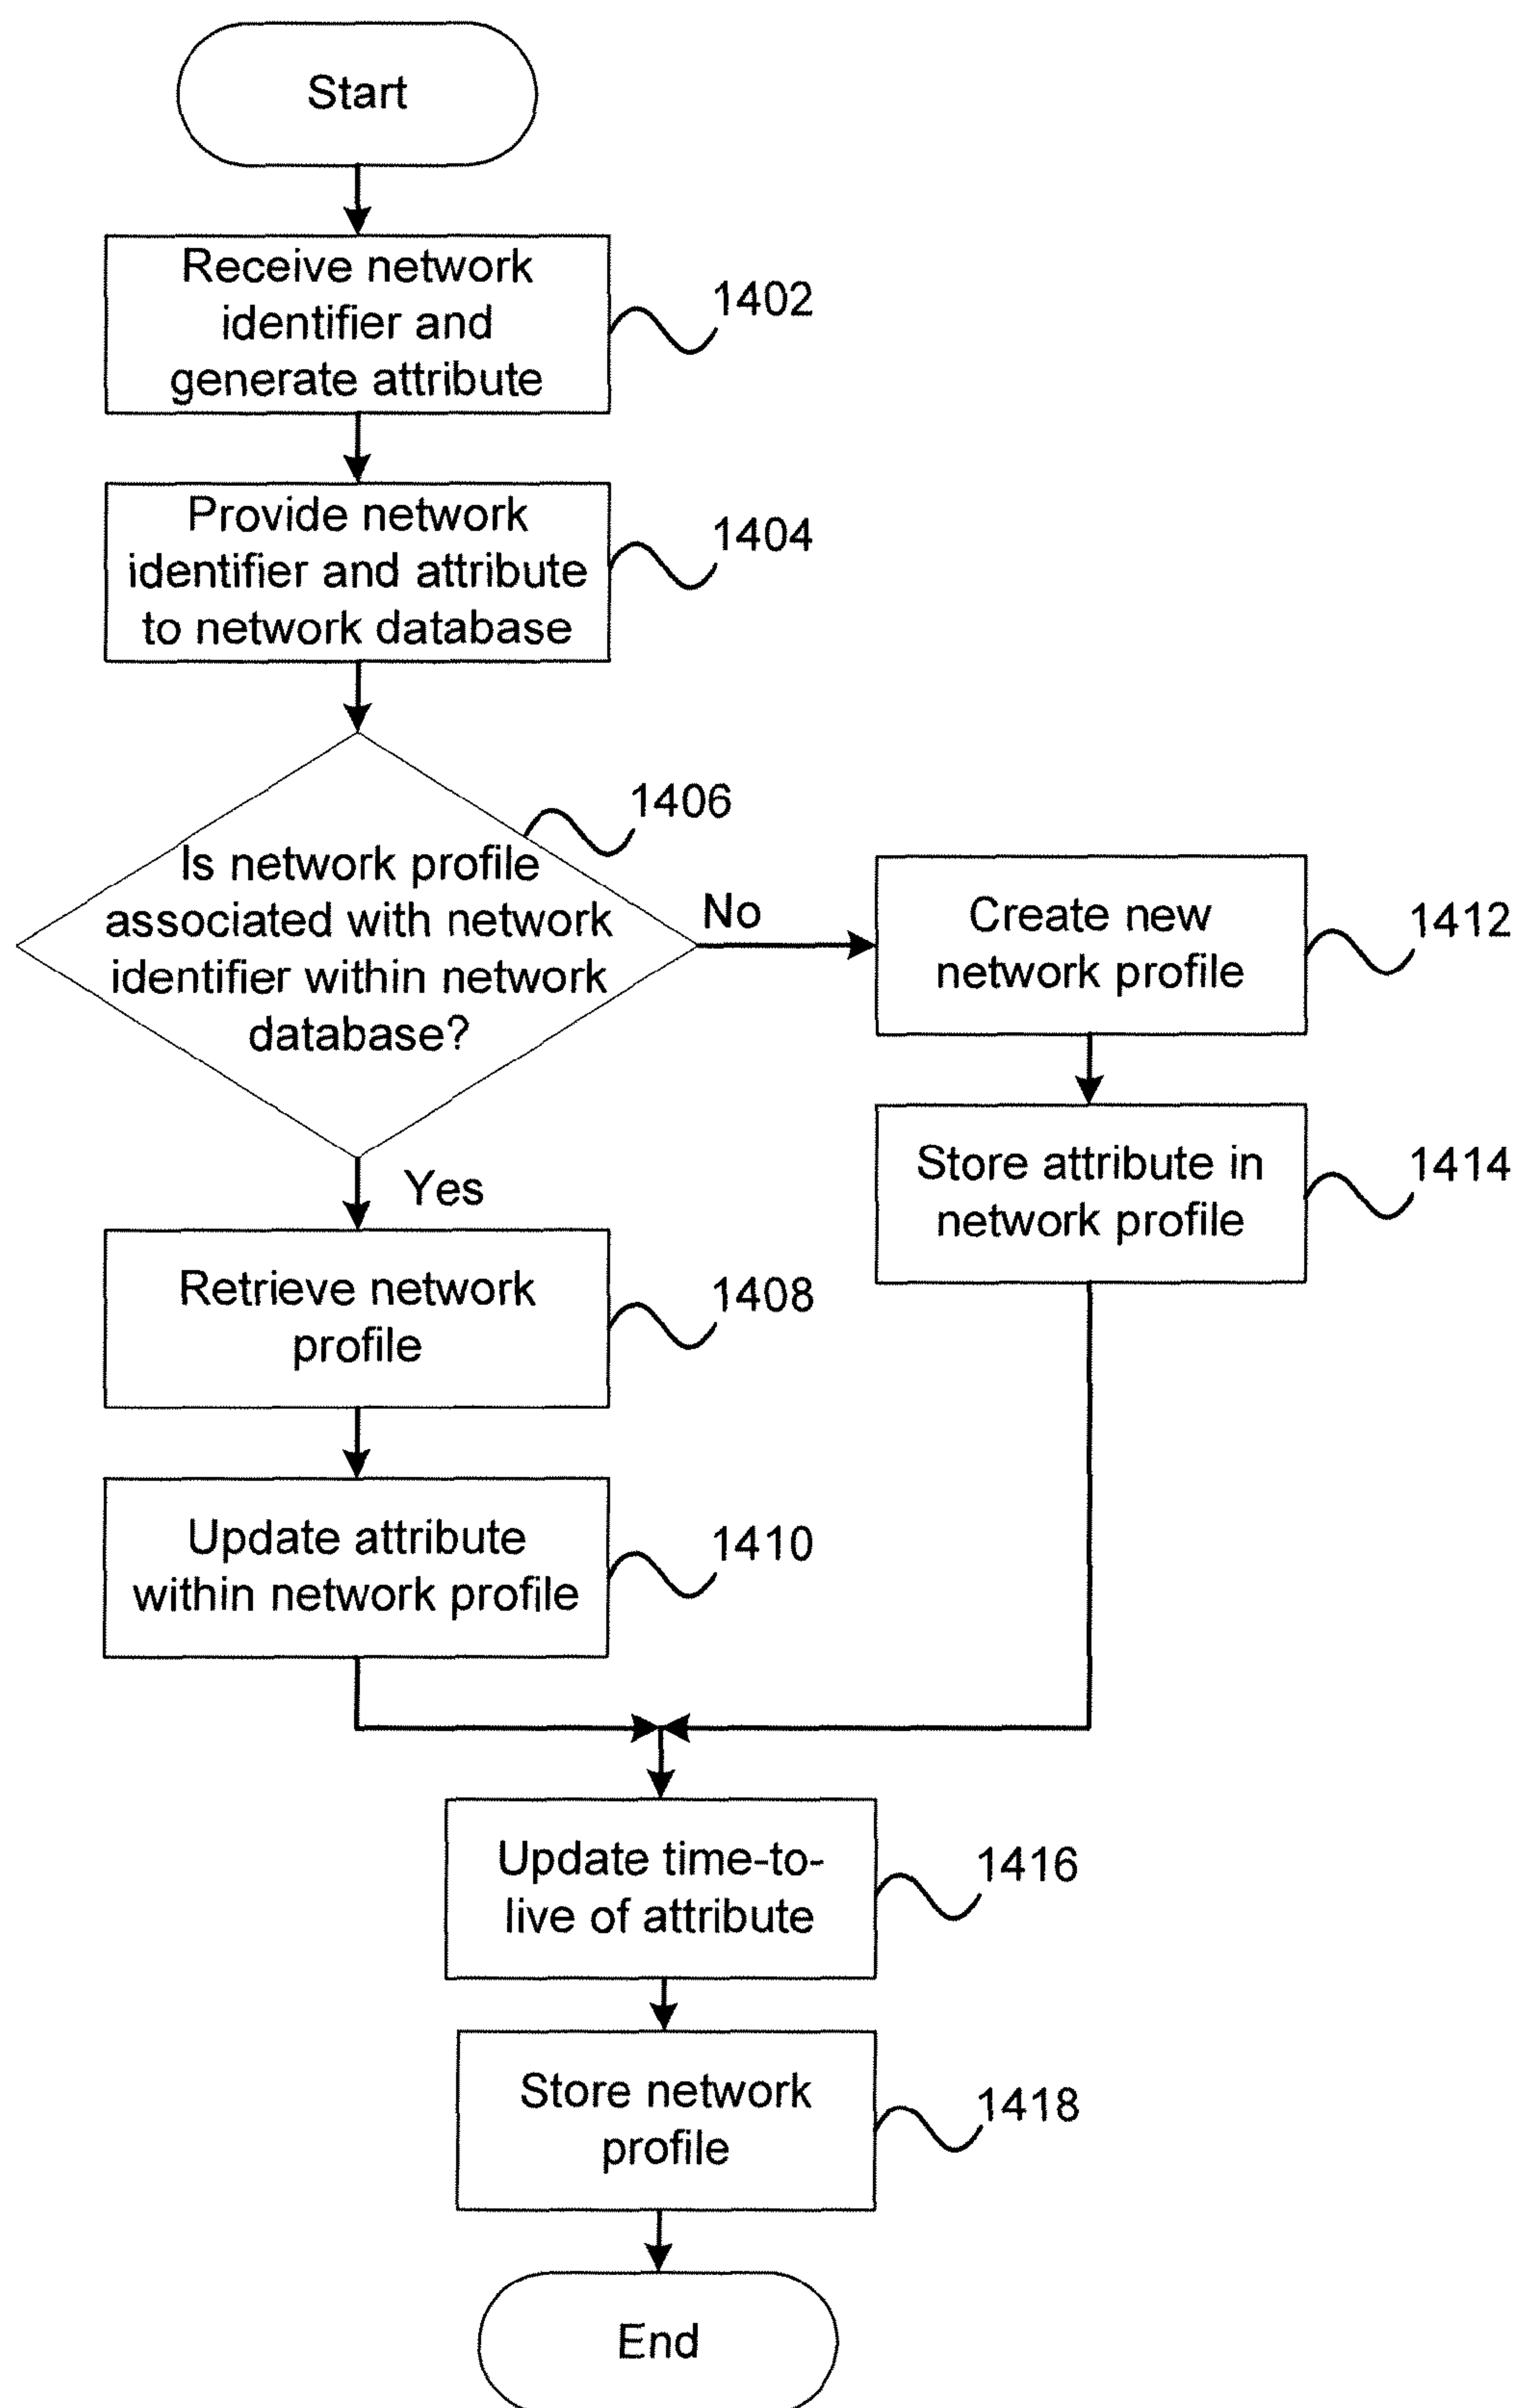 Start
Receive network
identifier and
generate attribute
1402
Provide network
identifier and attribute
to network database
1404
1406
Is network profile
associated with network
identifier within network
database?
No
Create new
network profile
1412
Store attribute in
network profile
1414
Yes
Retrieve network
profile
1408
Update attribute
within network profile
1410
Update time-to-
live of attribute
1416
Store network
profile
1418
End